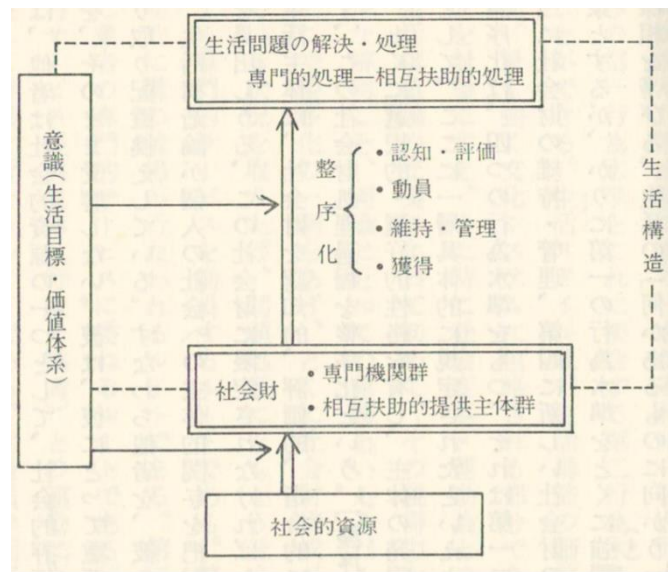 生活問題の解決・処理
専門的処理―相互扶助的処理
意識(生活目標、価値体系)
整序化
・認知・評価
・動員
・維持・管理
・獲得
生活構造
社会財
・専門機関群
・相互扶助的提供主体群
社会的資源